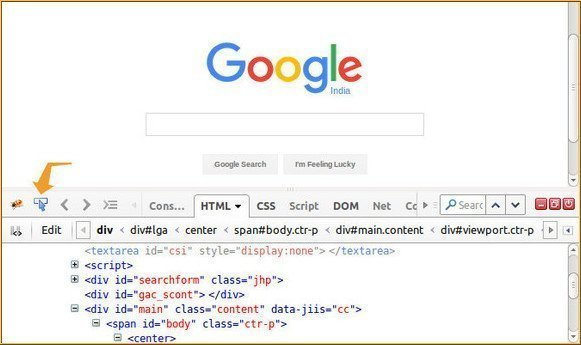 Google
India
Google Search I'm Feeling Lucky
Cons... HTML CSS Script DOM Net Co Searc
Edit div < div#lga < center < span#body.ctr-p < div#main.content < div#viewport.ctr-p <
<textarea id="csi" style="display:none"></textarea>
<script>
<div id="searchform" class="jhp">
<div id="gac_scont"></div>
<div id="main" class="content" data-jiis="cc">
<span id="body" class="ctr-p">
<center>